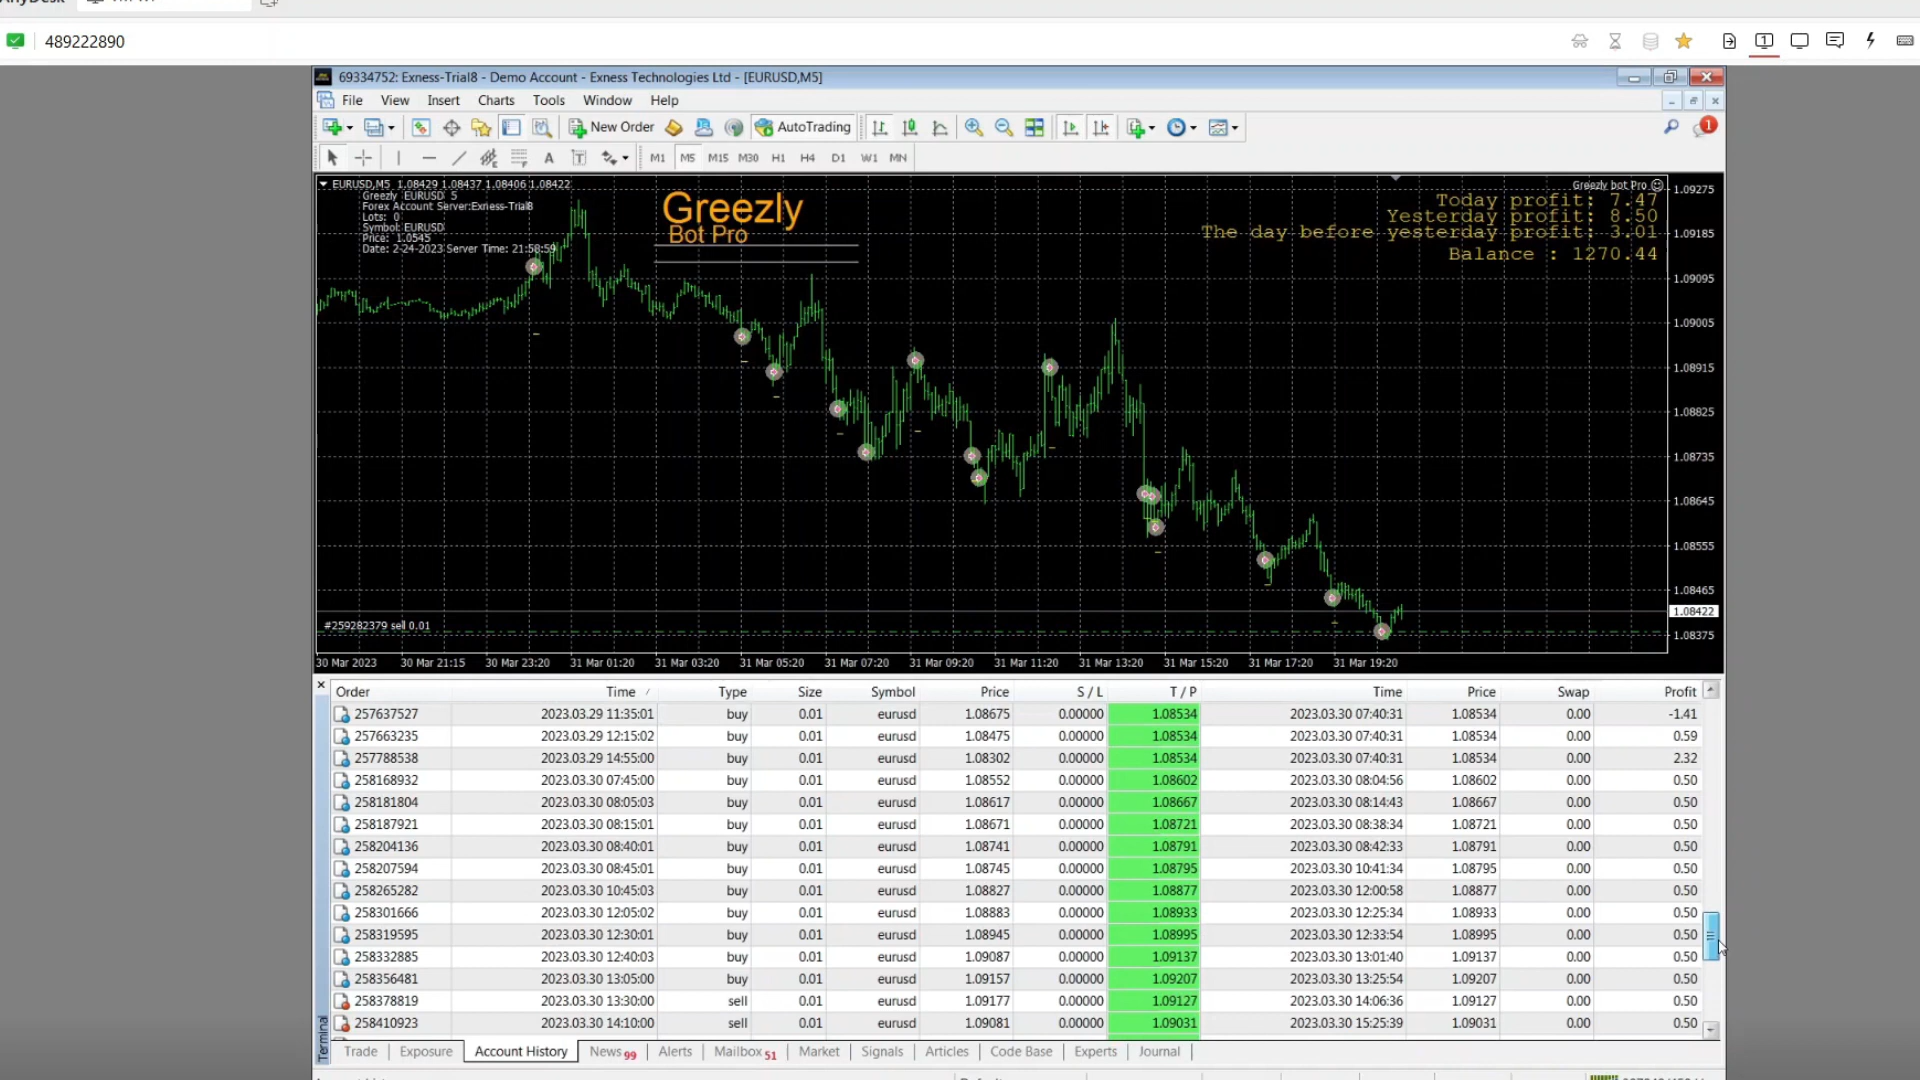 489222890
69334752: Exness-Trial8 - Demo Account - Exness Technologies Ltd - [EURUSD,M5]
File View Insert Charts Tools Window Help
New Order AutoTrading 1
A T M1 M5 M15 M30 H1 H4 D1 W1 MN
EURUSD,M5 1.08429 1.08437 1.08406 1.08422
Greezly EURUSD 5
Forex Account Server:Exness-Trial8
Lots: 0
Symbol: EURUSD
Price: 1.0545
Date: 2-24-2023 Server Time: 21:58:59
Greezly
Bot Pro
Greezly bot Pro
Today profit: 7.47
Yesterday profit: 8.50
The day before yesterday profit: 3.01
Balance : 1270.44
1.09275
1.09185
1.09095
1.09005
1.08915
1.08825
1.08735
1.08645
1.08555
1.08465
1.08422
1.08375
#259282379 sell 0.01
30 Mar 2023 30 Mar 21:15 30 Mar 23:20 31 Mar 01:20 31 Mar 03:20 31 Mar 05:20 31 Mar 07:20 31 Mar 09:20 31 Mar 11:20 31 Mar 13:20 31 Mar 15:20 31 Mar 17:20 31 Mar 19:20
Order Time / Type Size Symbol Price S / L T / P Time Price Swap Profit
257637527 2023.03.29 11:35:01 buy 0.01 eurusd 1.08675 0.00000 1.08534 2023.03.30 07:40:31 1.08534 0.00 -1.41
257663235 2023.03.29 12:15:02 buy 0.01 eurusd 1.08475 0.00000 1.08534 2023.03.30 07:40:31 1.08534 0.00 0.59
257788538 2023.03.29 14:55:00 buy 0.01 eurusd 1.08302 0.00000 1.08534 2023.03.30 07:40:31 1.08534 0.00 2.32
258168932 2023.03.30 07:45:00 buy 0.01 eurusd 1.08552 0.00000 1.08602 2023.03.30 08:04:56 1.08602 0.00 0.50
258181804 2023.03.30 08:05:03 buy 0.01 eurusd 1.08617 0.00000 1.08667 2023.03.30 08:14:43 1.08667 0.00 0.50
258187921 2023.03.30 08:15:01 buy 0.01 eurusd 1.08671 0.00000 1.08721 2023.03.30 08:38:34 1.08721 0.00 0.50
258204136 2023.03.30 08:40:01 buy 0.01 eurusd 1.08741 0.00000 1.08791 2023.03.30 08:42:33 1.08791 0.00 0.50
258207594 2023.03.30 08:45:01 buy 0.01 eurusd 1.08745 0.00000 1.08795 2023.03.30 10:41:34 1.08795 0.00 0.50
258265282 2023.03.30 10:45:03 buy 0.01 eurusd 1.08827 0.00000 1.08877 2023.03.30 12:00:58 1.08877 0.00 0.50
258301666 2023.03.30 12:05:02 buy 0.01 eurusd 1.08883 0.00000 1.08933 2023.03.30 12:25:34 1.08933 0.00 0.50
258319595 2023.03.30 12:30:01 buy 0.01 eurusd 1.08945 0.00000 1.08995 2023.03.30 12:33:54 1.08995 0.00 0.50
258332885 2023.03.30 12:40:03 buy 0.01 eurusd 1.09087 0.00000 1.09137 2023.03.30 13:01:40 1.09137 0.00 0.50
258356481 2023.03.30 13:05:00 buy 0.01 eurusd 1.09157 0.00000 1.09207 2023.03.30 13:25:54 1.09207 0.00 0.50
258378819 2023.03.30 13:30:00 sell 0.01 eurusd 1.09177 0.00000 1.09127 2023.03.30 14:06:36 1.09127 0.00 0.50
258410923 2023.03.30 14:10:00 sell 0.01 eurusd 1.09081 0.00000 1.09031 2023.03.30 15:25:39 1.09031 0.00 0.50
Terminal
Trade Exposure Account History News 99 Alerts Mailbox 51 Market Signals Articles Code Base Experts Journal